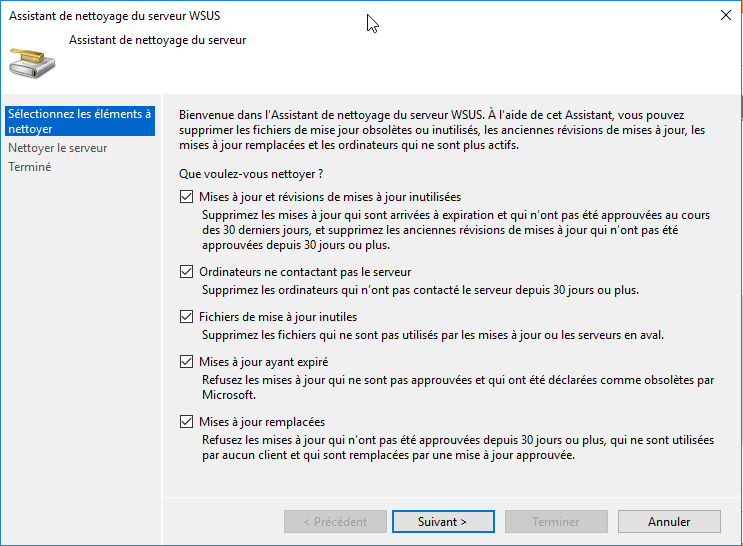 Assistant de nettoyage du serveur WSUS
Assistant de nettoyage du serveur
Sélectionnez les éléments à
nettoyer
Nettoyer le serveur
Terminé
Bienvenue dans l'Assistant de nettoyage du serveur WSUS. À l'aide de cet Assistant, vous pouvez
supprimer les fichiers de mise jour obsolètes ou inutilisés, les anciennes révisions de mises à jour, les
mises à jour remplacées et les ordinateurs qui ne sont plus actifs.
Que voulez-vous nettoyer ?
Mises à jour et révisions de mises à jour inutilisées
Supprimez les mises à jour qui sont arrivées à expiration et qui n'ont pas été approuvées au cours
des 30 derniers jours, et supprimez les anciennes révisions de mises à jour qui n'ont pas été
approuvées depuis 30 jours ou plus.
Ordinateurs ne contactant pas le serveur
Supprimez les ordinateurs qui n'ont pas contacté le serveur depuis 30 jours ou plus.
Fichiers de mise à jour inutiles
Supprimez les fichiers qui ne sont pas utilisés par les mises à jour ou les serveurs en aval.
Mises à jour ayant expiré
Refusez les mises à jour qui ne sont pas approuvées et qui ont été déclarées comme obsolètes par
Microsoft.
Mises à jour remplacées
Refusez les mises à jour qui n'ont pas été approuvées depuis 30 jours ou plus, qui ne sont utilisées
par aucun client et qui sont remplacées par une mise à jour approuvée.
< Précédent
Suivant >
Terminer
Annuler